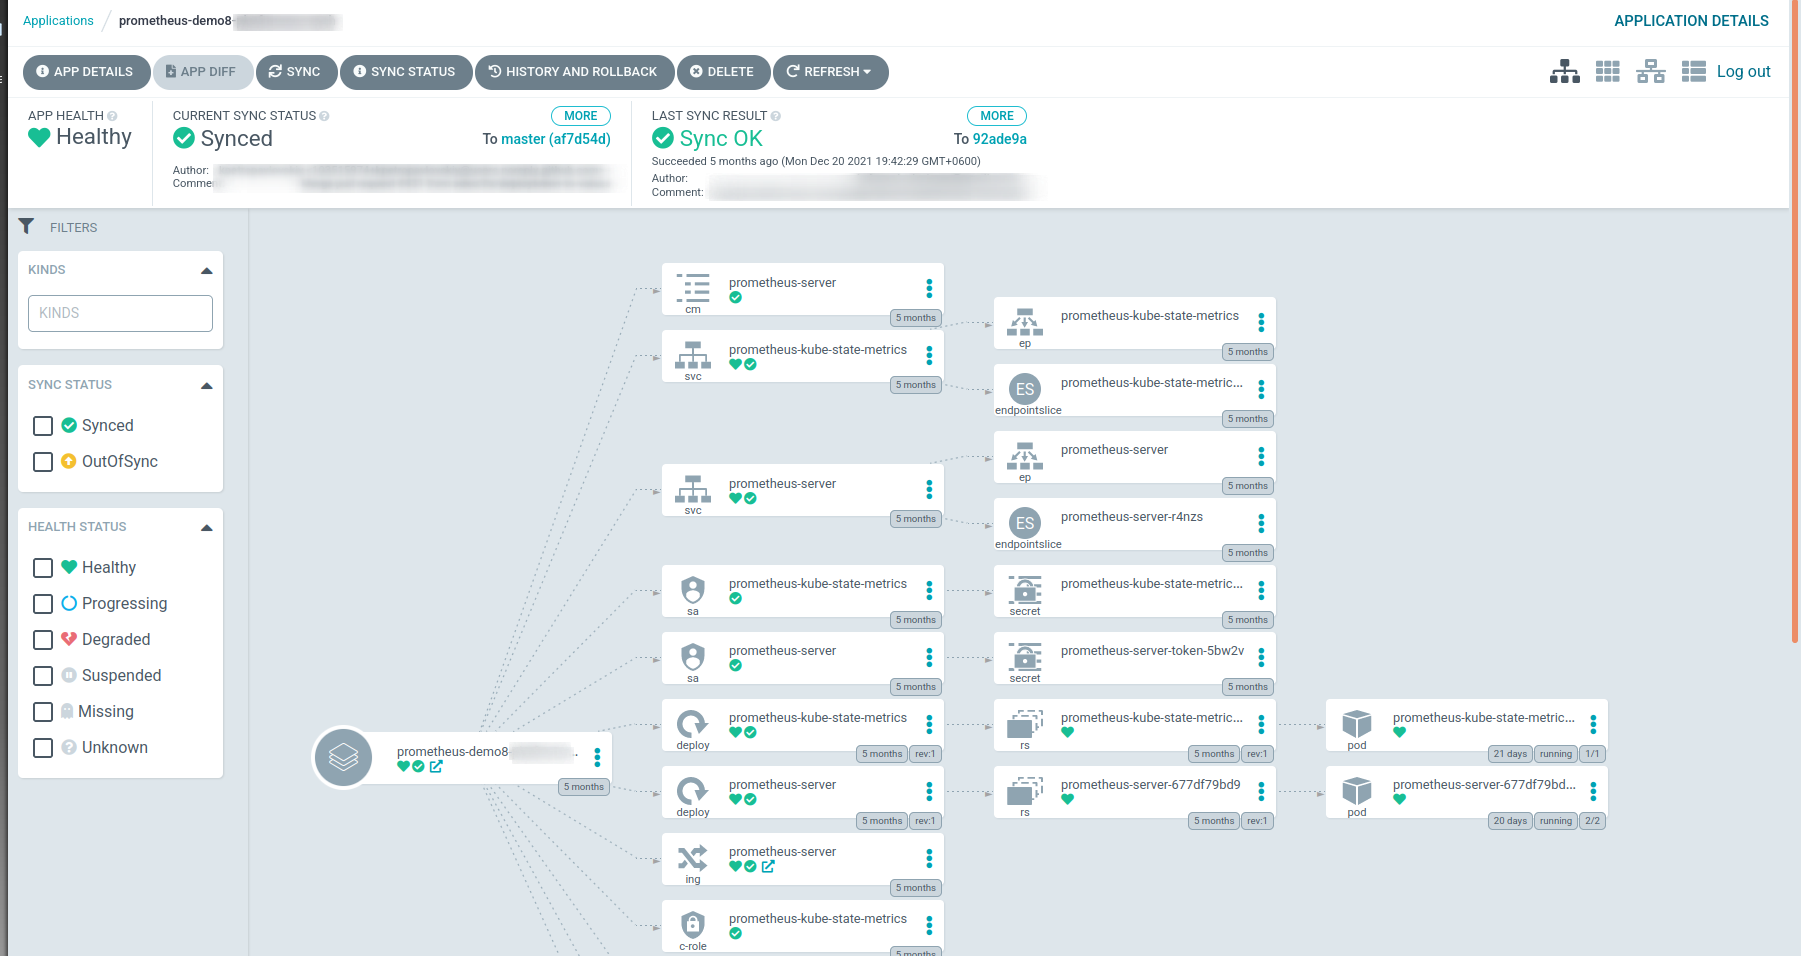 Applications / prometheus-demo8-
APPLICATION DETAILS
APP DETAILS
APP DIFF
SYNC
SYNC STATUS
HISTORY AND ROLLBACK
DELETE
REFRESH
Log out
APP HEALTH
Healthy
CURRENT SYNC STATUS
MORE
Synced
To master (af7d54d)
Author:
Comme
LAST SYNC RESULT
MORE
Sync OK
To 92ade9a
Succeeded 5 months ago (Mon Dec 20 2021 19:42:29 GMT+0600)
Author:
Comment:
FILTERS
KINDS
KINDS
SYNC STATUS
Synced
OutOfSync
HEALTH STATUS
Healthy
Progressing
Degraded
Suspended
Missing
Unknown
prometheus-demo8-
5 months
prometheus-server
cm
5 months
prometheus-kube-state-metrics
svc
5 months
prometheus-kube-state-metrics
ep
5 months
prometheus-kube-state-metric...
ES
endpointslice
5 months
prometheus-server
svc
5 months
prometheus-server
ep
5 months
prometheus-server-r4nzs
ES
endpointslice
5 months
prometheus-kube-state-metrics
sa
5 months
prometheus-kube-state-metric...
secret
5 months
prometheus-server
sa
5 months
prometheus-server-token-5bw2v
secret
5 months
prometheus-kube-state-metrics
deploy
5 months rev:1
prometheus-kube-state-metric...
rs
5 months rev:1
prometheus-kube-state-metric...
pod
21 days running 1/1
prometheus-server
deploy
5 months rev:1
prometheus-server-677df79bd9
rs
5 months rev:1
prometheus-server-677df79bd...
pod
20 days running 2/2
prometheus-server
ing
5 months
prometheus-kube-state-metrics
c-role
5 months